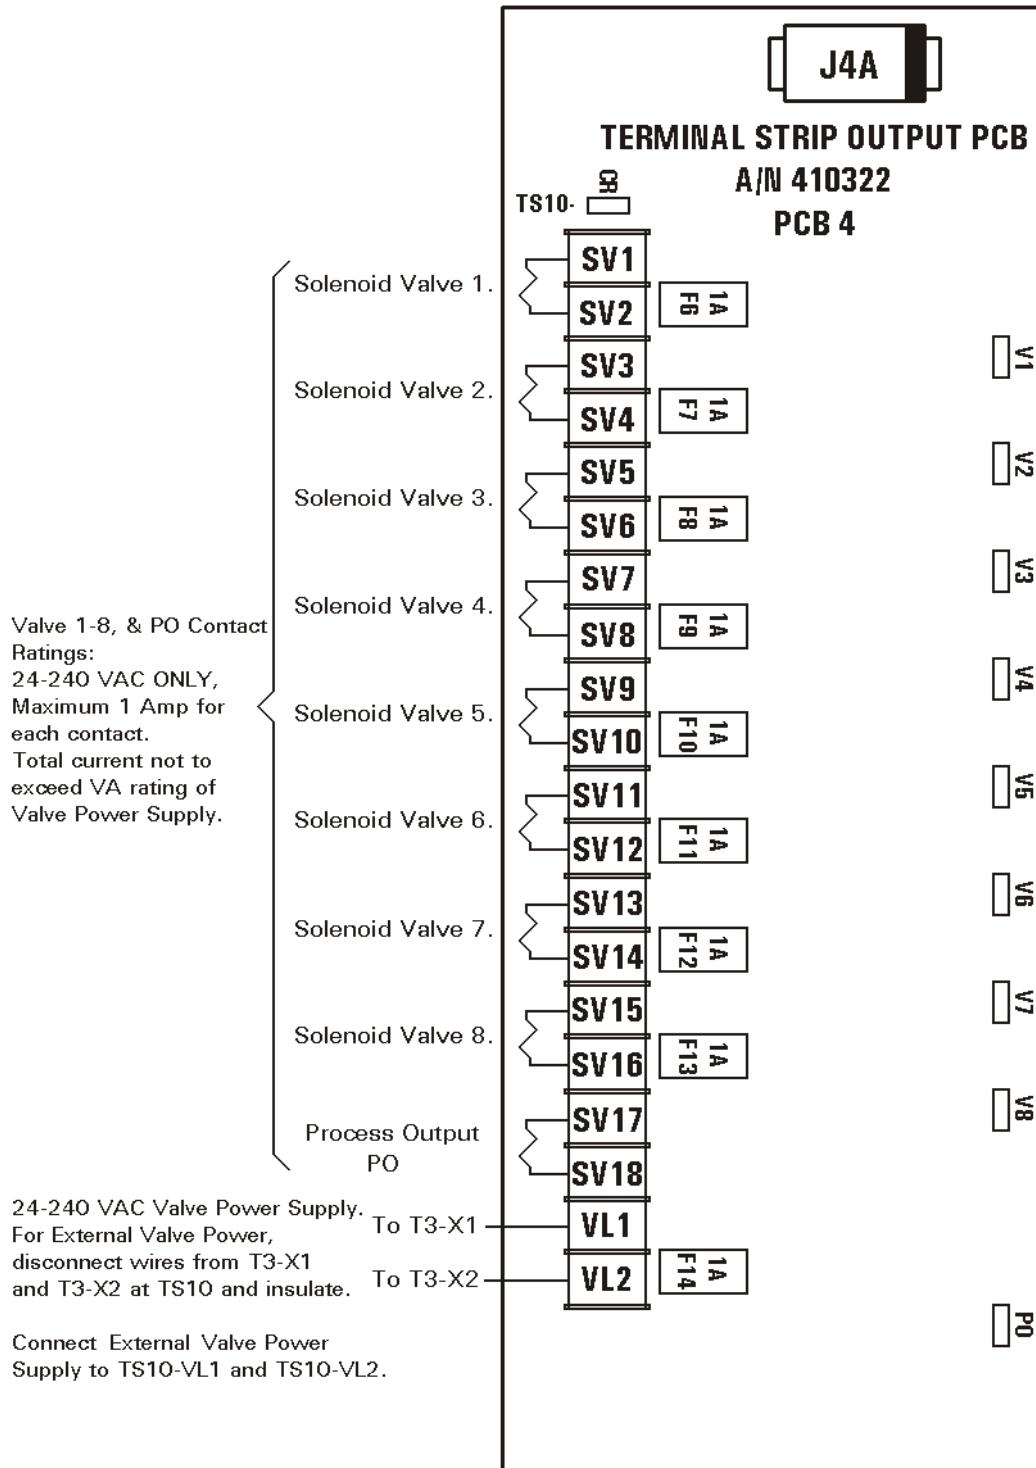 J4A
TERMINAL STRIP OUTPUT PCB
A/N 410322
PCB 4
CR
TS10-
SV1
Solenoid Valve 1.
SV2
F6 1A
SV3
V1
Solenoid Valve 2.
SV4
F7 1A
SV5
V2
Solenoid Valve 3.
SV6
F8 1A
SV7
V3
Solenoid Valve 4.
SV8
F9 1A
Valve 1-8, & PO Contact
Ratings:
24-240 VAC ONLY,
Maximum 1 Amp for
each contact.
Total current not to
exceed VA rating of
Valve Power Supply.
SV9
V4
Solenoid Valve 5.
SV10
F10 1A
SV11
V5
Solenoid Valve 6.
SV12
F11 1A
SV13
V6
Solenoid Valve 7.
SV14
F12 1A
SV15
V7
Solenoid Valve 8.
SV16
F13 1A
SV17
V8
Process Output
PO
SV18
24-240 VAC Valve Power Supply.
For External Valve Power,
disconnect wires from T3-X1
and T3-X2 at TS10 and insulate.
To T3-X1
VL1
To T3-X2
VL2
F14 1A
PO
Connect External Valve Power
Supply to TS10-VL1 and TS10-VL2.